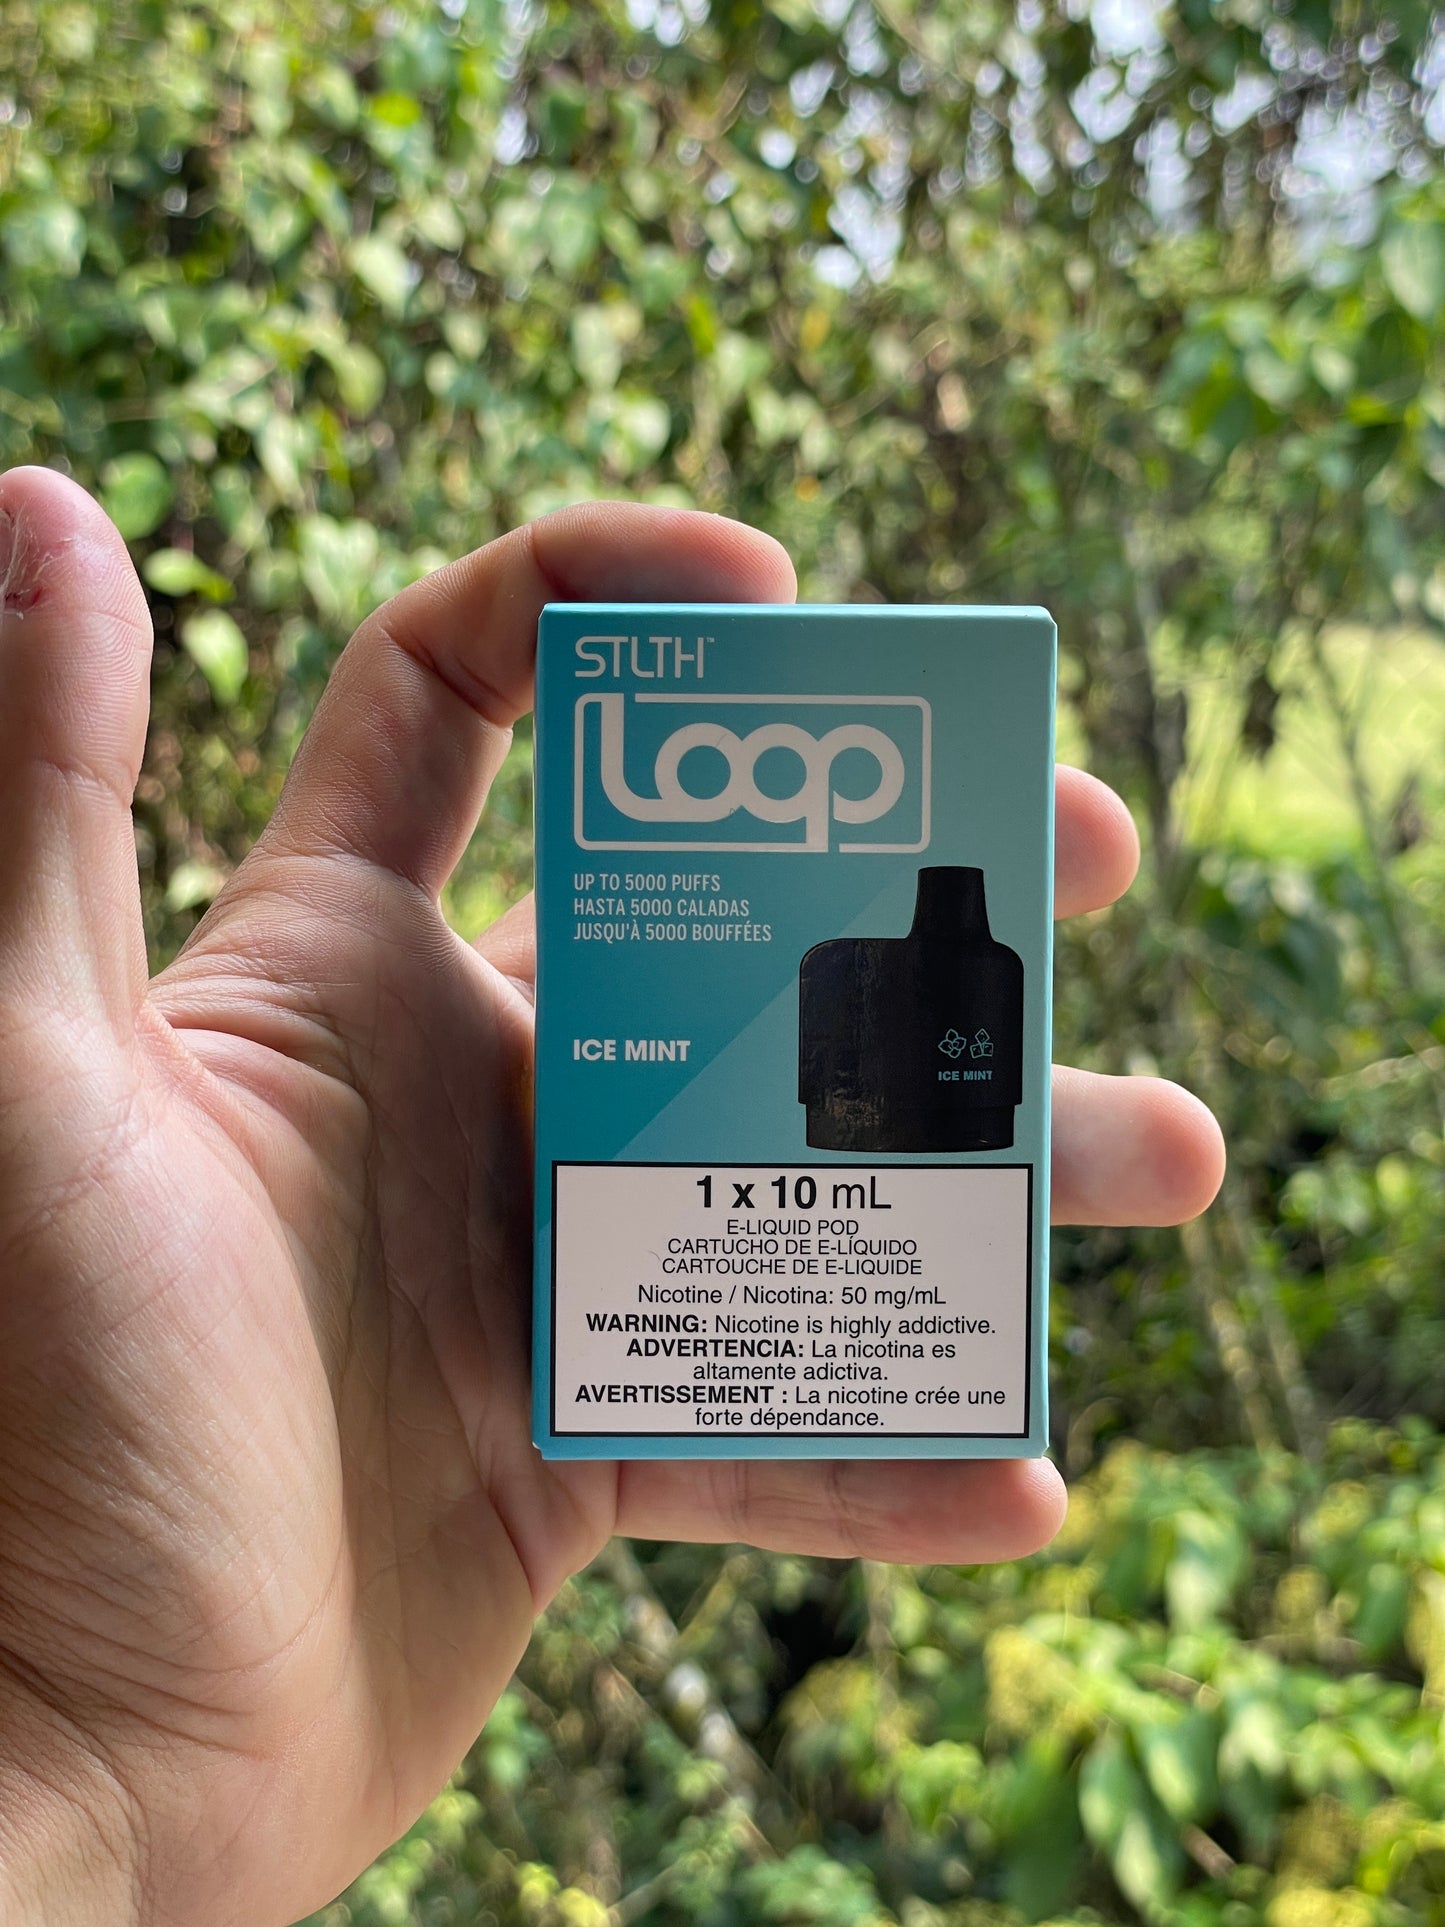 STLTH™
Loop
UP TO 5000 PUFFS
HASTA 5000 CALADAS
JUSQU'À 5000 BOUFFÉES
ICE MINT
ICE MINT
1 x 10 mL
E-LIQUID POD
CARTUCHO DE E-LÍQUIDO
CARTOUCHE DE E-LIQUIDE
Nicotine / Nicotina: 50 mg/mL
WARNING: Nicotine is highly addictive.
ADVERTENCIA: La nicotina es
altamente adictiva.
AVERTISSEMENT : La nicotine crée une
forte dépendance.